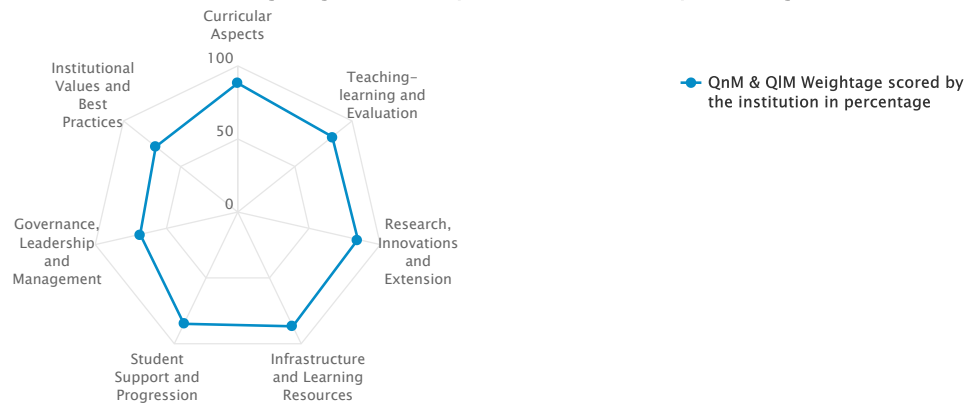 Curricular
Aspects
100
Teaching-
learning and
Evaluation
Institutional
Values and
Best
Practices
50
0
Governance,
Leadership
and
Management
Research,
Innovations
and
Extension
Student
Support and
Progression
Infrastructure
and Learning
Resources
QnM & QlM Weightage scored by
the institution in percentage